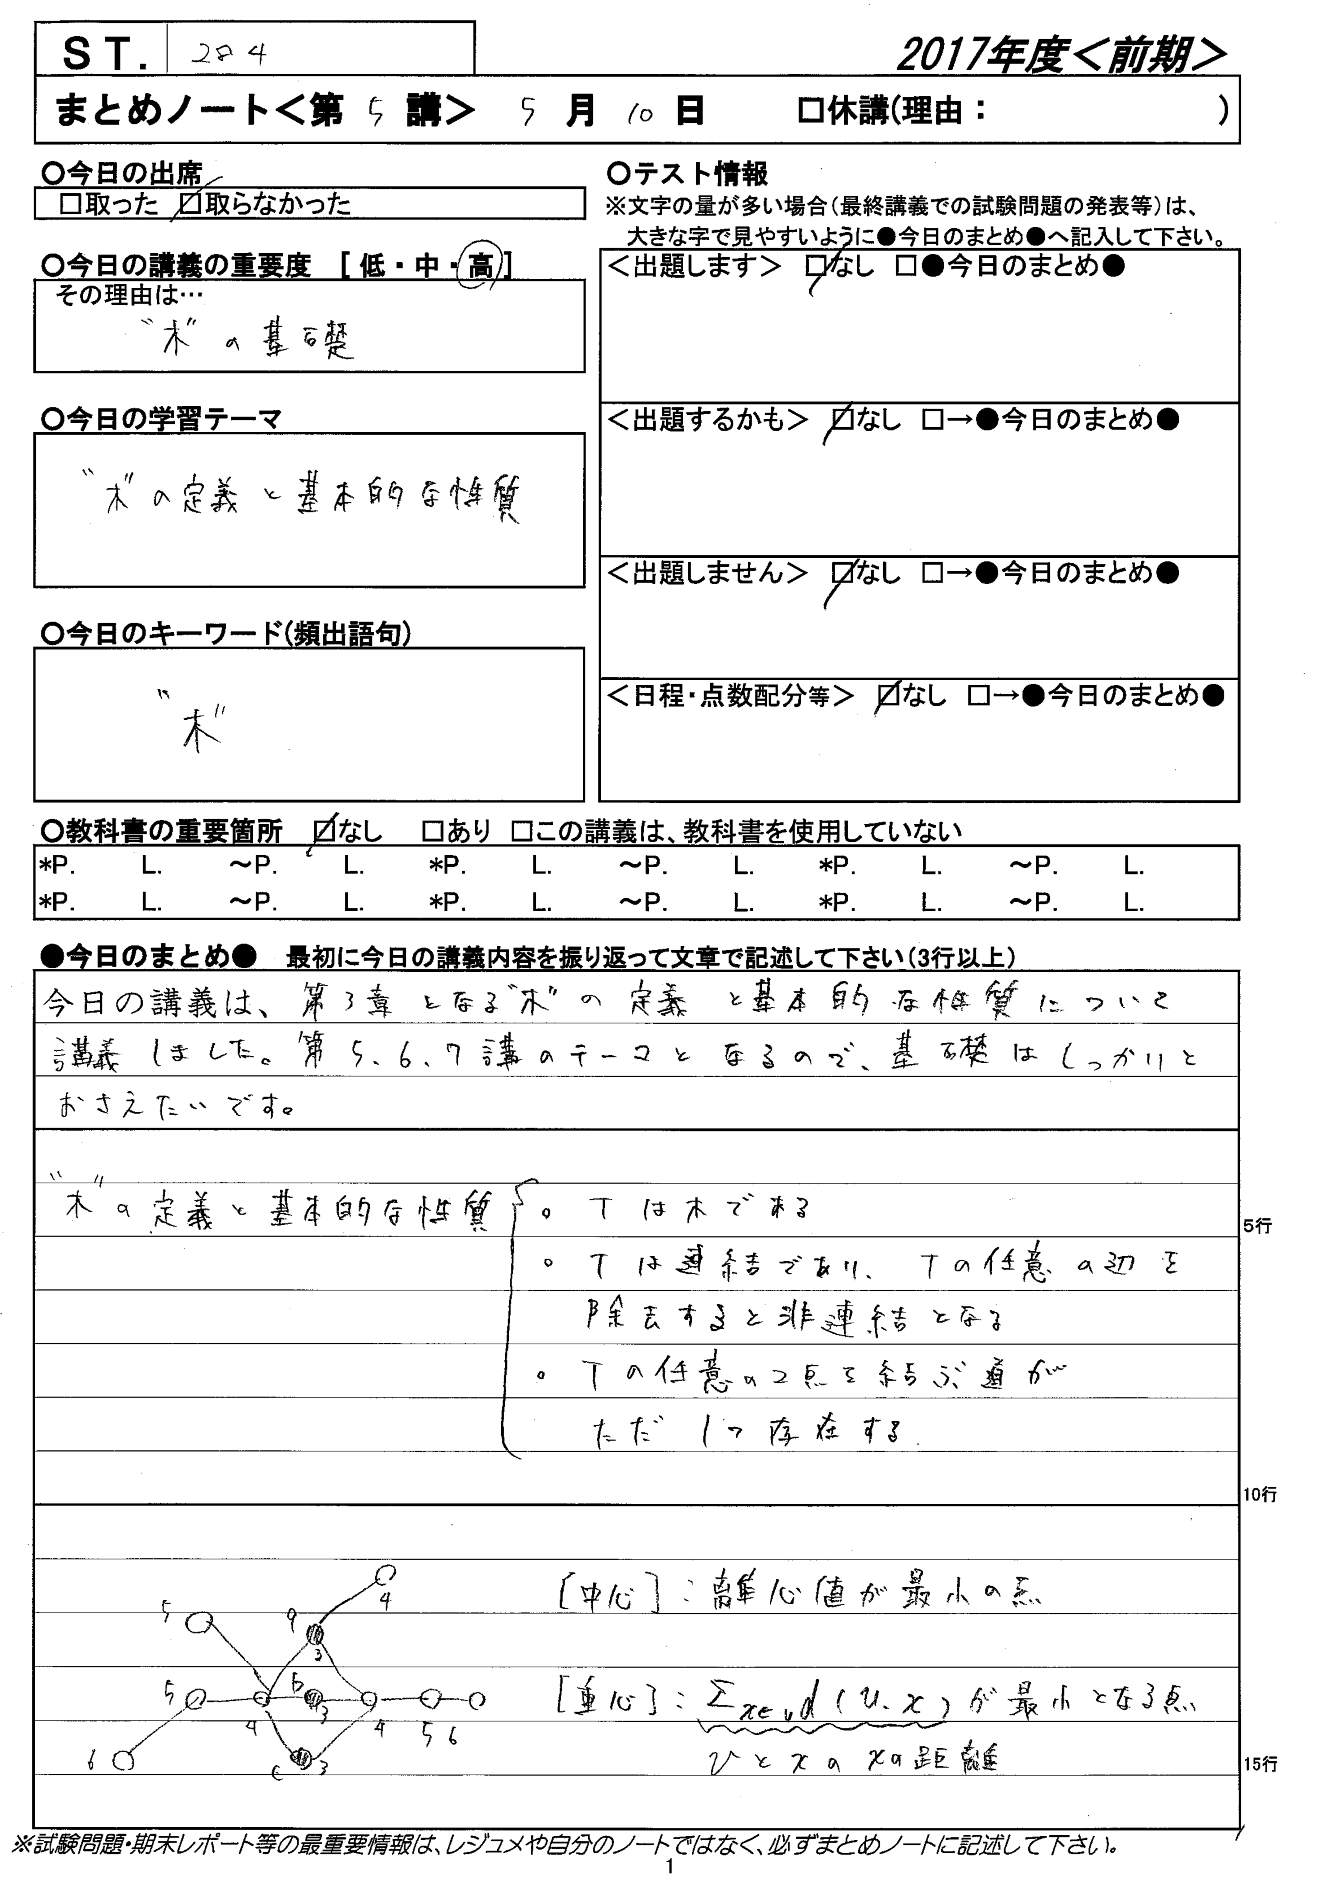 ST. 284
2017年度＜前期＞
まとめノート＜第 5 講＞ 5 月 10 日 □休講(理由： )
○今日の出席
□取った ☑取らなかった
○今日の講義の重要度 [ 低・中・高 ]
その理由は…
"木"の基礎
○今日の学習テーマ
"木"の定義と基本的な性質
○今日のキーワード(頻出語句)
"木"
○テスト情報
※文字の量が多い場合(最終講義での試験問題の発表等)は、
大きな字で見やすいように●今日のまとめ●へ記入して下さい。
＜出題します＞ ☑なし □●今日のまとめ●
＜出題するかも＞ ☑なし □→●今日のまとめ●
＜出題しません＞ ☑なし □→●今日のまとめ●
＜日程・点数配分等＞ ☑なし □→●今日のまとめ●
○教科書の重要箇所 ☑なし □あり □この講義は、教科書を使用していない
*P. L. ～P. L. *P. L. ～P. L. *P. L. ～P. L.
*P. L. ～P. L. *P. L. ～P. L. *P. L. ～P. L.
●今日のまとめ● 最初に今日の講義内容を振り返って文章で記述して下さい(3行以上)
今日の講義は、第3章となる"木"の定義と基本的な性質について
講義しました。第5、6、7講のテーマとなるので、基礎はしっかりと
おさえたいです。
"木"の定義と基本的な性質 。Tは木である
5行
。Tは連結であり、Tの任意の辺を
除去すると非連結となる
。Tの任意の2点を結ぶ道が
ただ1つ存在する
10行
[中心]：離心値が最小の点
4
5 9
3
[重心]：Σx∈v d(v.x)が最小となる点
5 b 3
4 4 5 6
vとxのxの距離
6 c 3
15行
※試験問題・期末レポート等の最重要情報は、レジュメや自分のノートではなく、必ずまとめノートに記述して下さい。
1